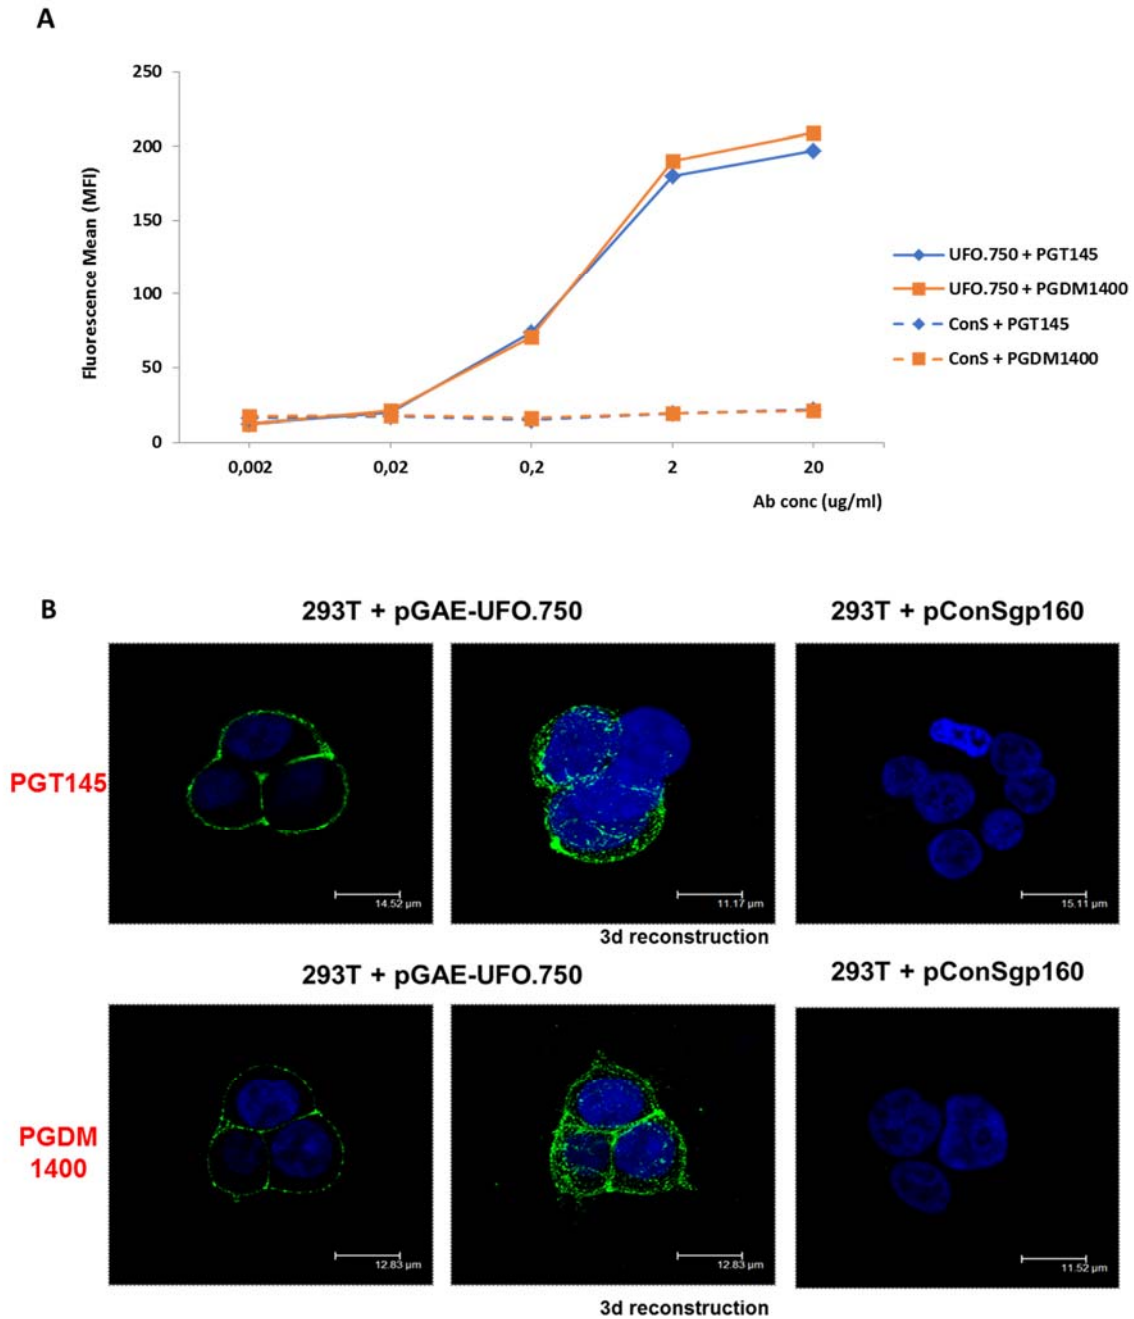 A
250
200
150
100
50
0
Fluorescence Mean (MFI)
0,002 0,02 0,2 2 20
Ab conc (ug/ml)
UFO.750 + PGT145
UFO.750 + PGDM1400
ConS + PGT145
ConS + PGDM1400
B
293T + pGAE-UFO.750 293T + pConSgp160
PGT145
14.52 µm 11.17 µm 15.11 µm
3d reconstruction
293T + pGAE-UFO.750 293T + pConSgp160
PGDM
1400
12.83 µm 12.83 µm 11.52 µm
3d reconstruction